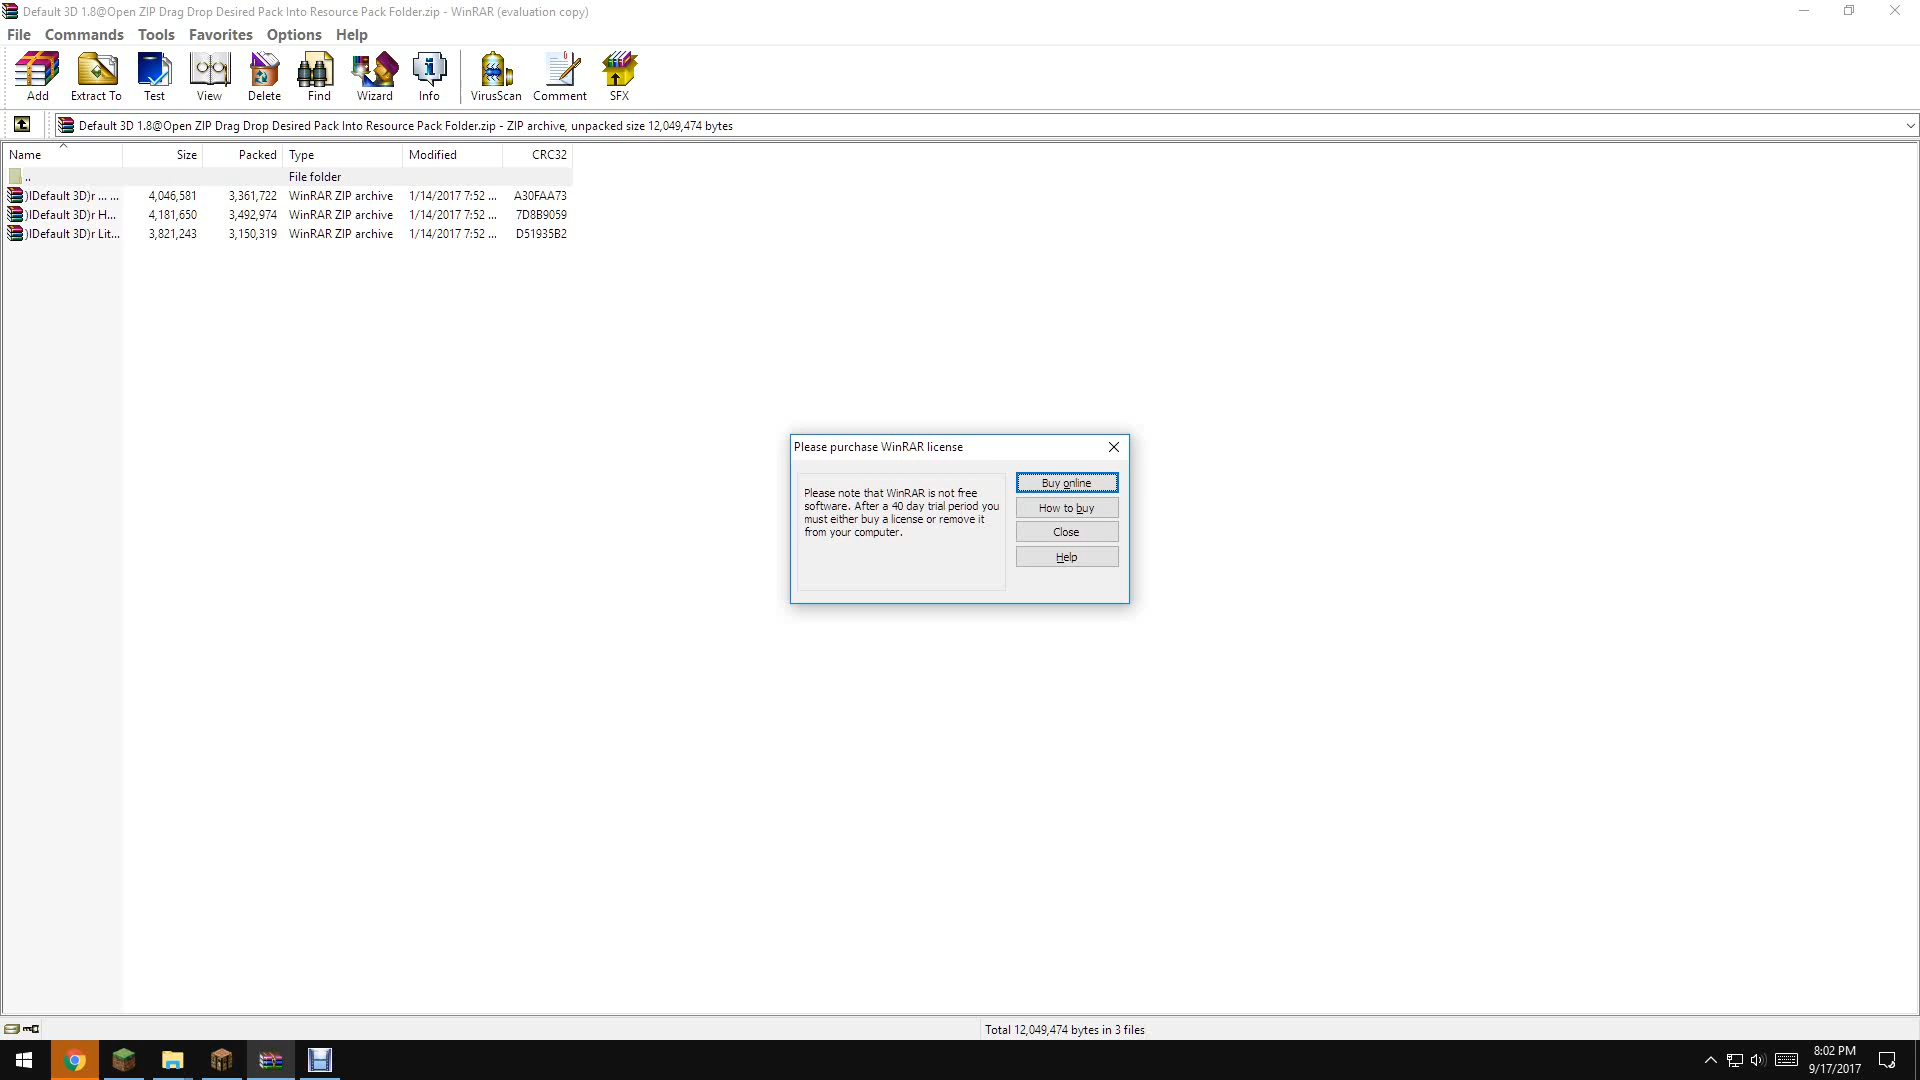 Default 3D 1.8@Open ZIP Drag Drop Desired Pack Into Resource Pack Folder.zip - WinRAR (evaluation copy)
File Commands Tools Favorites Options Help
Add Extract To Test View Delete Find Wizard Info VirusScan Comment SFX
Default 3D 1.8@Open ZIP Drag Drop Desired Pack Into Resource Pack Folder.zip - ZIP archive, unpacked size 12,049,474 bytes
Name Size Packed Type Modified CRC32
.. File folder
)lDefault 3D)r ... ... 4,046,581 3,361,722 WinRAR ZIP archive 1/14/2017 7:52 ... A30FAA73
)lDefault 3D)r H... 4,181,650 3,492,974 WinRAR ZIP archive 1/14/2017 7:52 ... 7D8B9059
)lDefault 3D)r Lit... 3,821,243 3,150,319 WinRAR ZIP archive 1/14/2017 7:52 ... D51935B2
Please purchase WinRAR license
Please note that WinRAR is not free
software. After a 40 day trial period you
must either buy a license or remove it
from your computer.
Buy online
How to buy
Close
Help
Total 12,049,474 bytes in 3 files
8:02 PM
9/17/2017